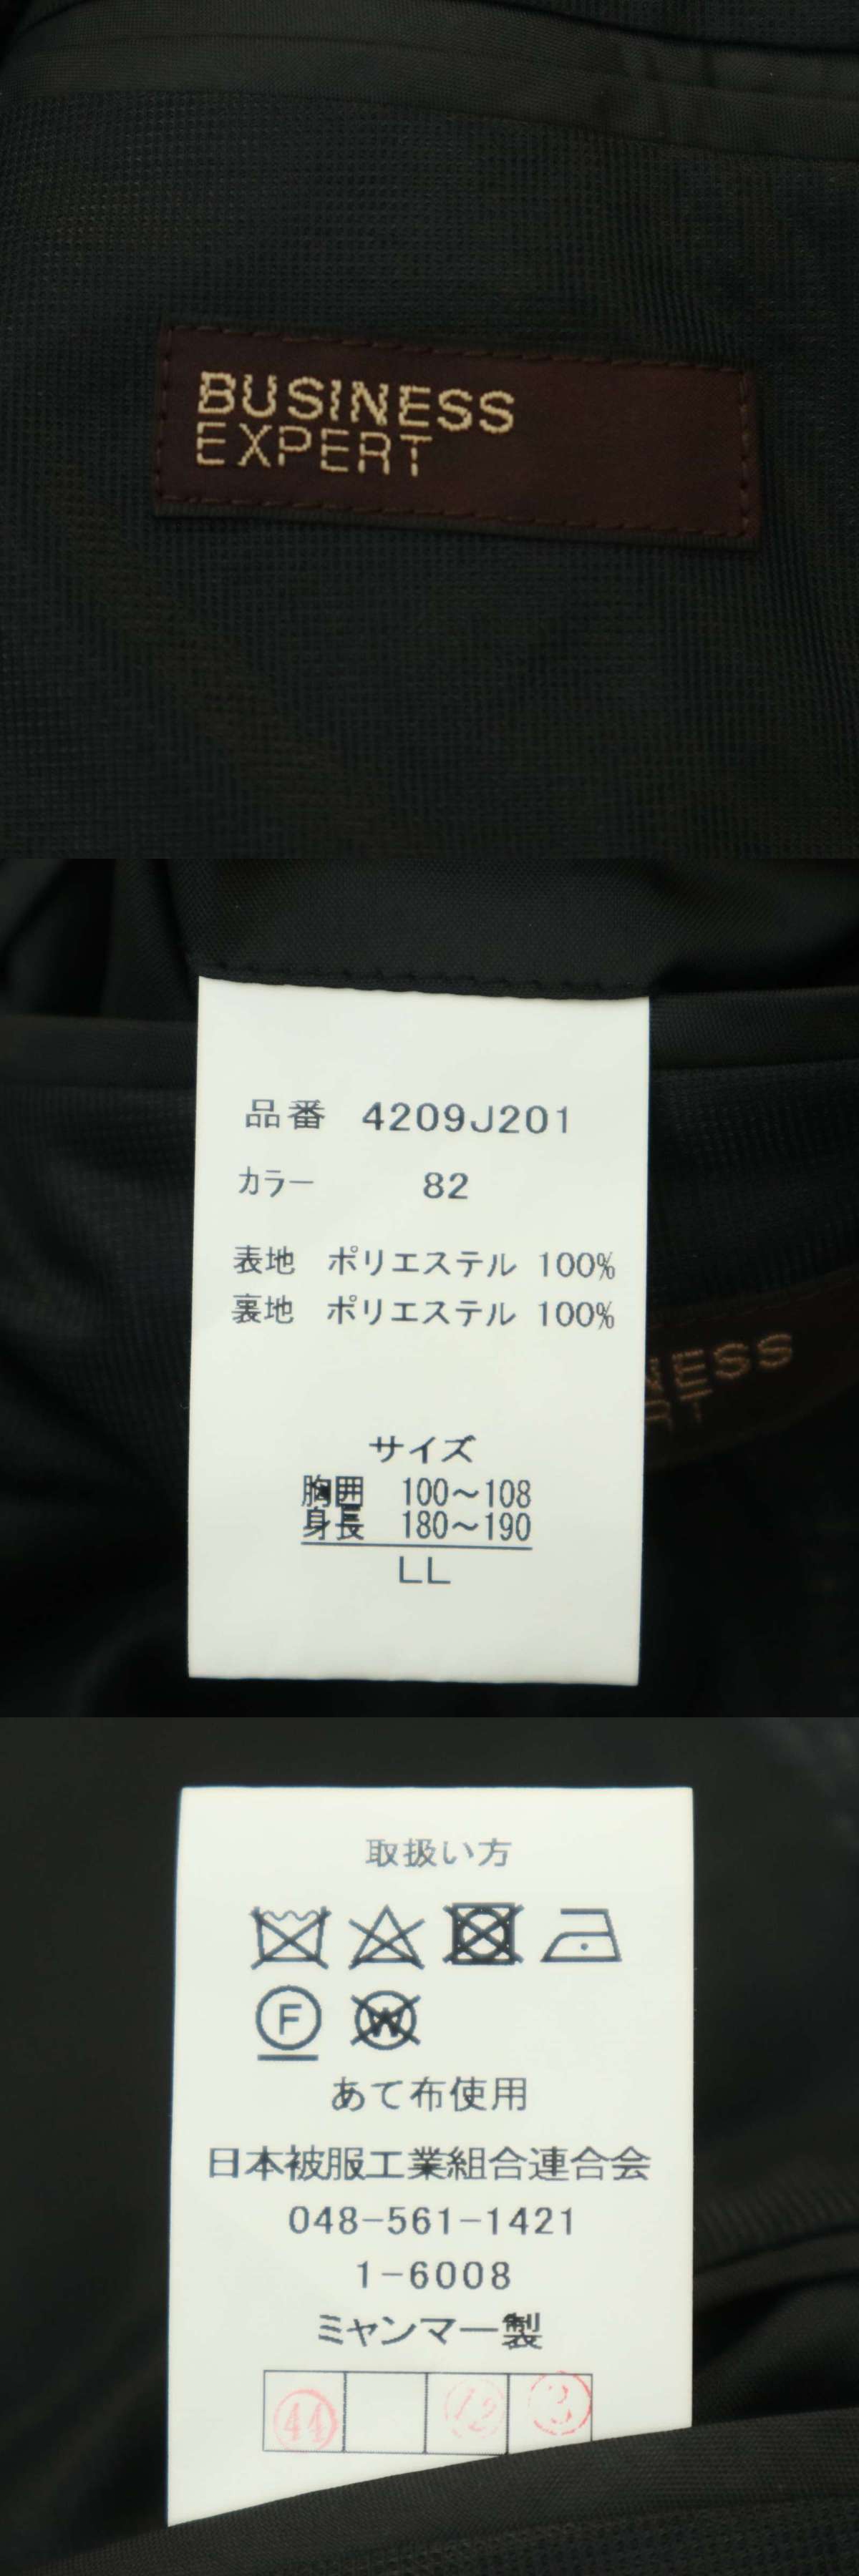 BUSINESS
EXPERT
品番 4209J201
カラー 82
表地 ポリエステル 100%
裏地 ポリエステル 100%
NESS
RT
サイズ
胸囲 100～108
身長 180～190
LL
取扱い方
F W
あて布使用
日本被服工業組合連合会
048-561-1421
1-6008
ミャンマー製
44 12 3